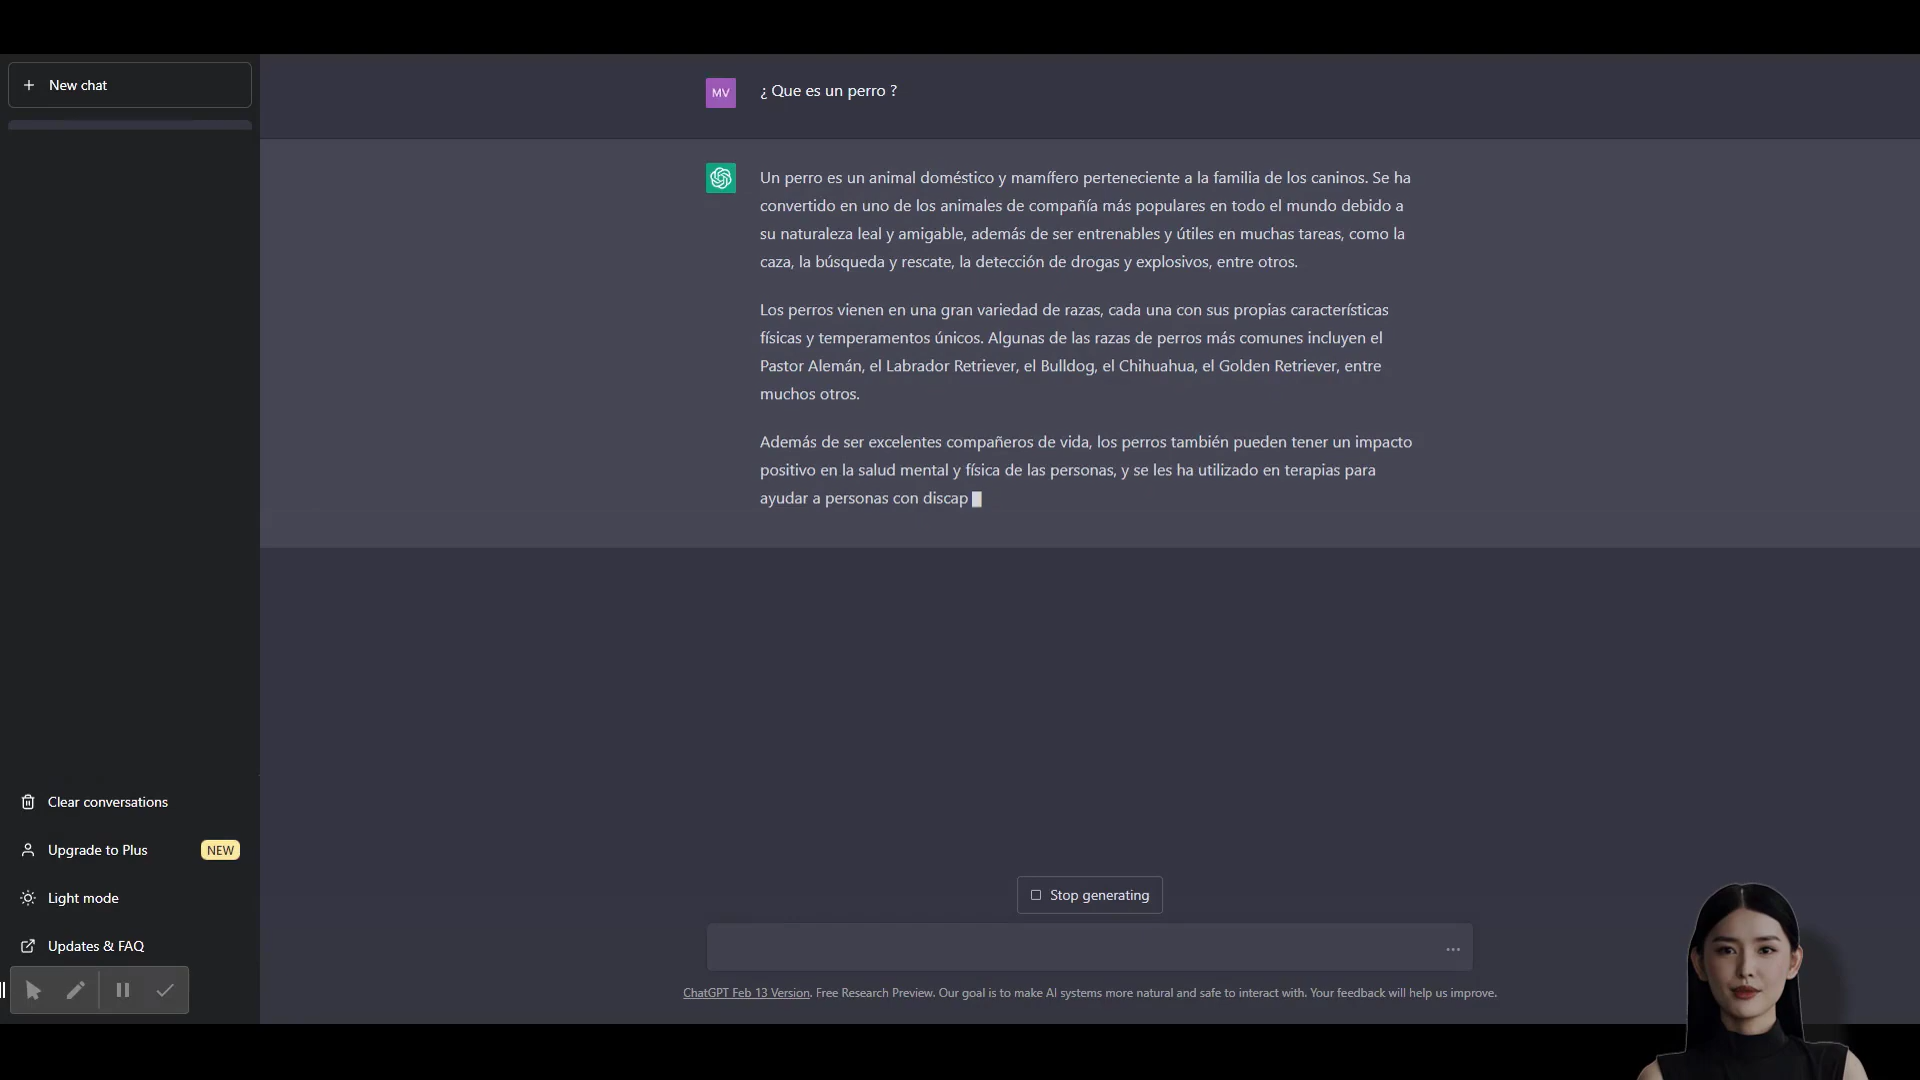 New chat
MV
¿ Que es un perro ?
Un perro es un animal doméstico y mamífero perteneciente a la familia de los caninos. Se ha
convertido en uno de los animales de compañía más populares en todo el mundo debido a
su naturaleza leal y amigable, además de ser entrenables y útiles en muchas tareas, como la
caza, la búsqueda y rescate, la detección de drogas y explosivos, entre otros.
Los perros vienen en una gran variedad de razas, cada una con sus propias características
físicas y temperamentos únicos. Algunas de las razas de perros más comunes incluyen el
Pastor Alemán, el Labrador Retriever, el Bulldog, el Chihuahua, el Golden Retriever, entre
muchos otros.
Además de ser excelentes compañeros de vida, los perros también pueden tener un impacto
positivo en la salud mental y física de las personas, y se les ha utilizado en terapias para
ayudar a personas con discap
Clear conversations
Upgrade to Plus NEW
Light mode
Updates & FAQ
Stop generating
ChatGPT Feb 13 Version. Free Research Preview. Our goal is to make AI systems more natural and safe to interact with. Your feedback will help us improve.